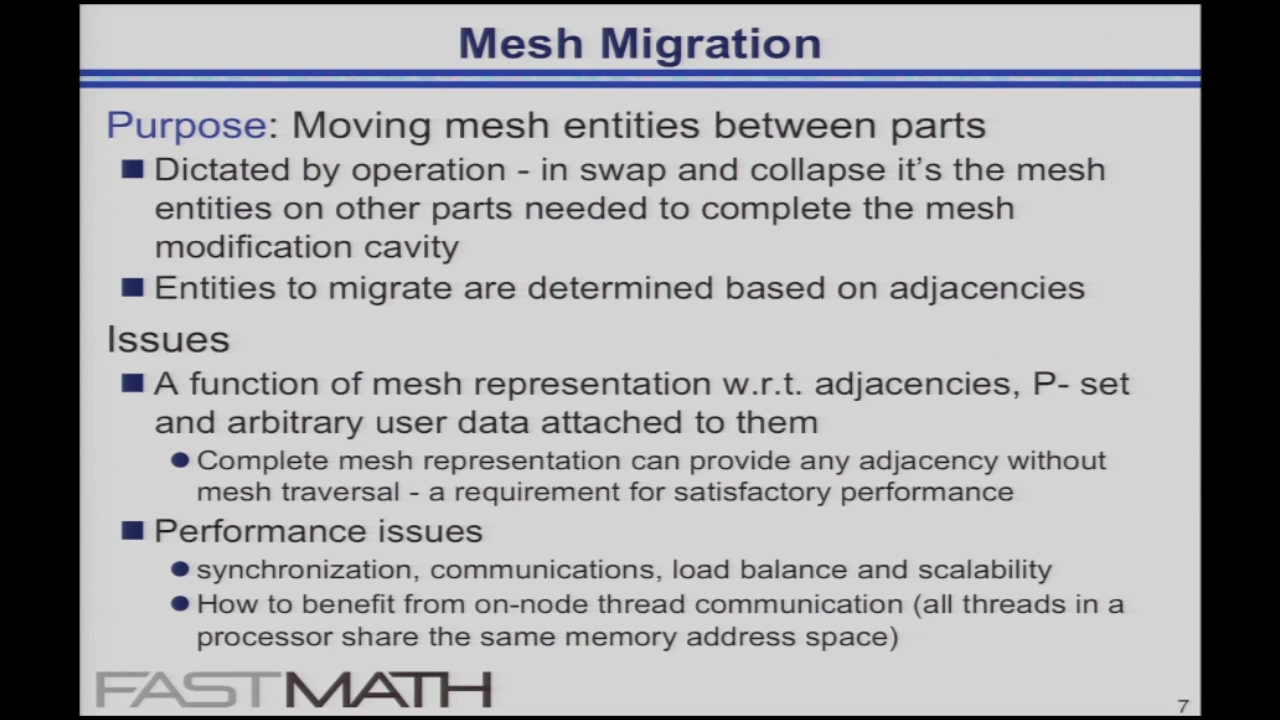 Mesh Migration
Purpose: Moving mesh entities between parts
Dictated by operation - in swap and collapse it’s the mesh
entities on other parts needed to complete the mesh
modification cavity
Entities to migrate are determined based on adjacencies
Issues
A function of mesh representation w.r.t. adjacencies, P- set
and arbitrary user data attached to them
Complete mesh representation can provide any adjacency without
mesh traversal - a requirement for satisfactory performance
Performance issues
synchronization, communications, load balance and scalability
How to benefit from on-node thread communication (all threads in a
processor share the same memory address space)
FASTMATH
7